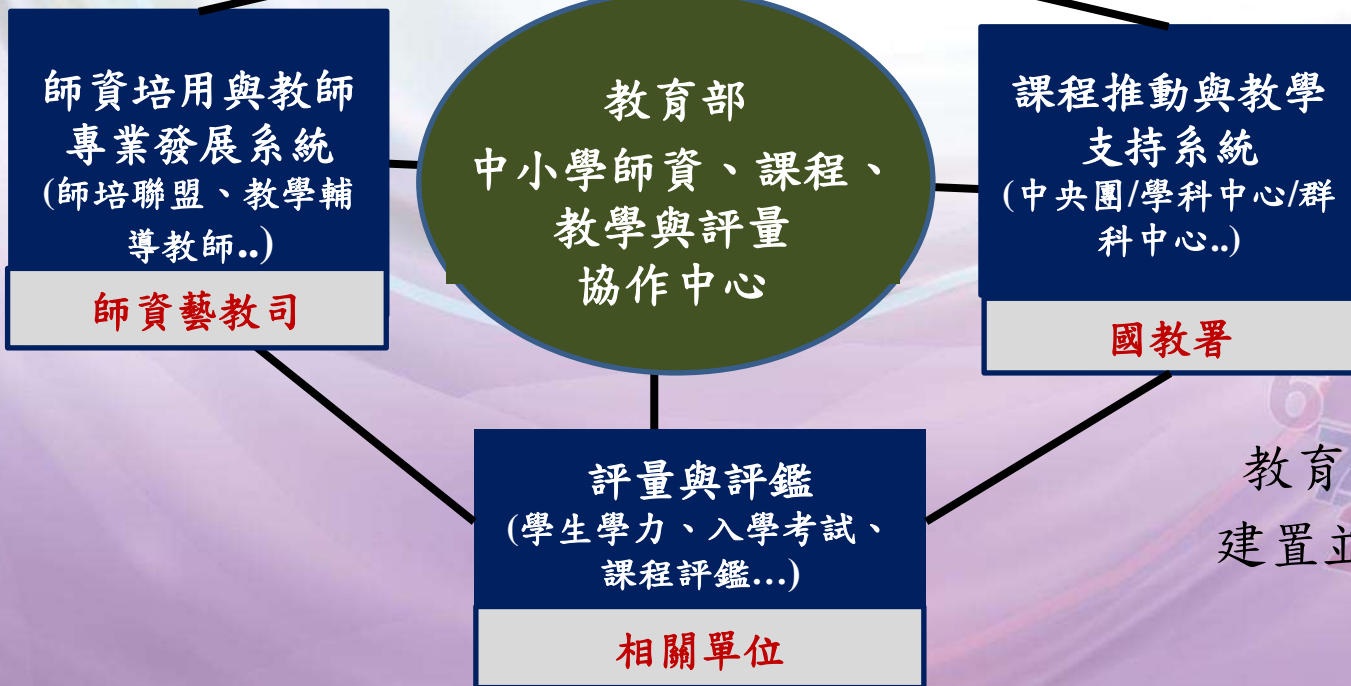 師資培用與教師
專業發展系統
(師培聯盟、教學輔
導教師..)
師資藝教司
教育部
中小學師資、課程、
教學與評量
協作中心
課程推動與教學
支持系統
(中央團/學科中心/群
科中心..)
國教署
評量與評鑑
(學生學力、入學考試、
課程評鑑...)
相關單位
教育
建置並